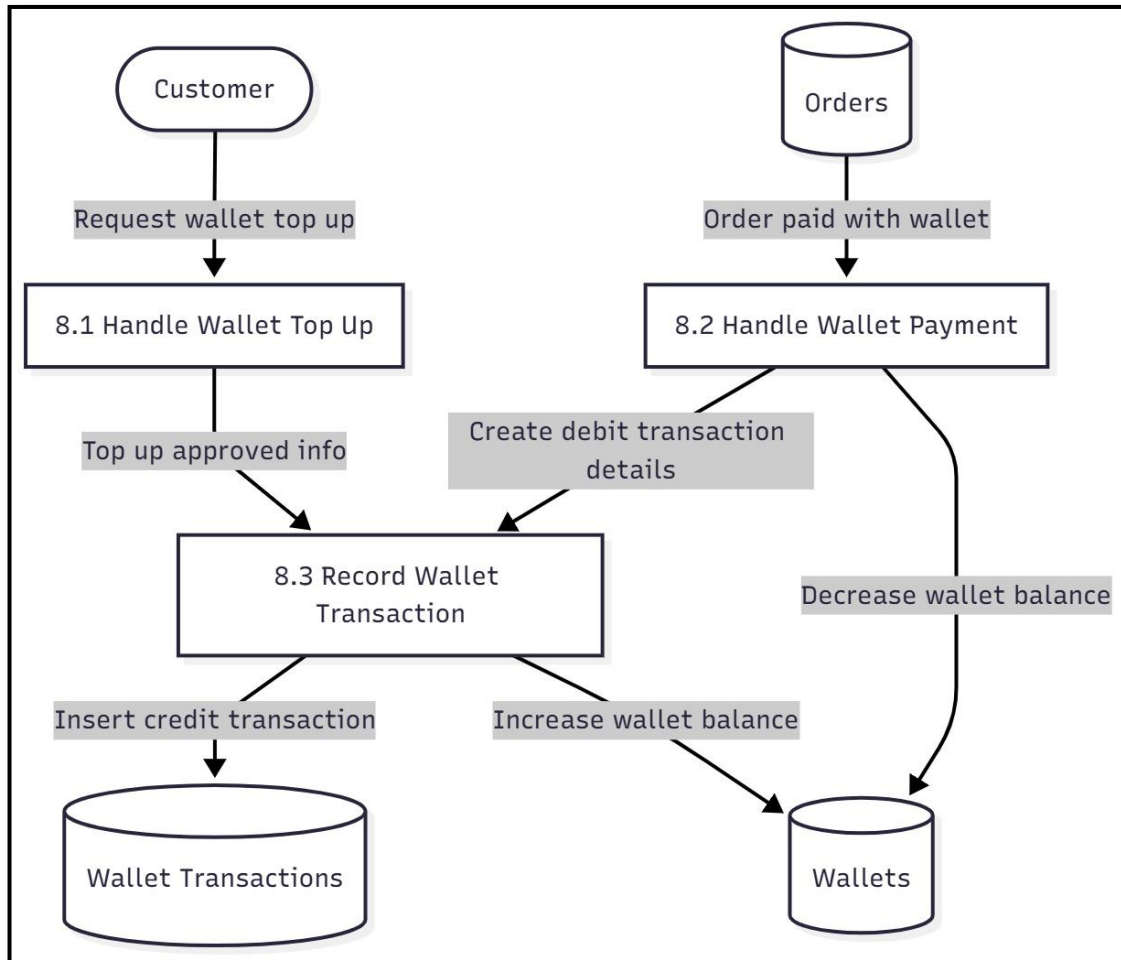 Customer
Orders
Request wallet top up
Order paid with wallet
8.1 Handle Wallet Top Up
8.2 Handle Wallet Payment
Top up approved info
Create debit transaction
details
8.3 Record Wallet
Transaction
Decrease wallet balance
Insert credit transaction
Increase wallet balance
Wallet Transactions
Wallets